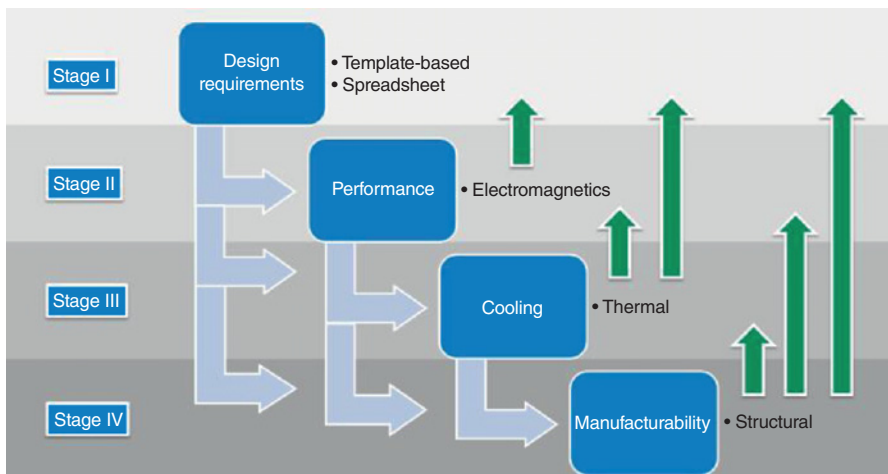 Stage I
Design
requirements
• Template-based
• Spreadsheet
Stage II
Performance
• Electromagnetics
Stage III
Cooling
• Thermal
Stage IV
Manufacturability
• Structural